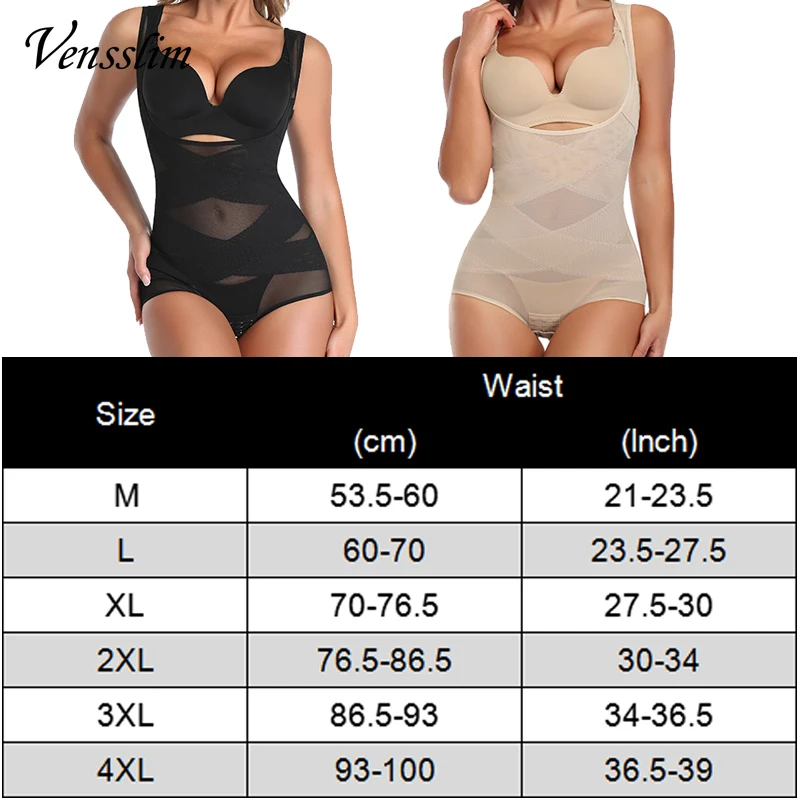 Vensslim
Size Waist
(cm) (Inch)
M 53.5-60 21-23.5
L 60-70 23.5-27.5
XL 70-76.5 27.5-30
2XL 76.5-86.5 30-34
3XL 86.5-93 34-36.5
4XL 93-100 36.5-39